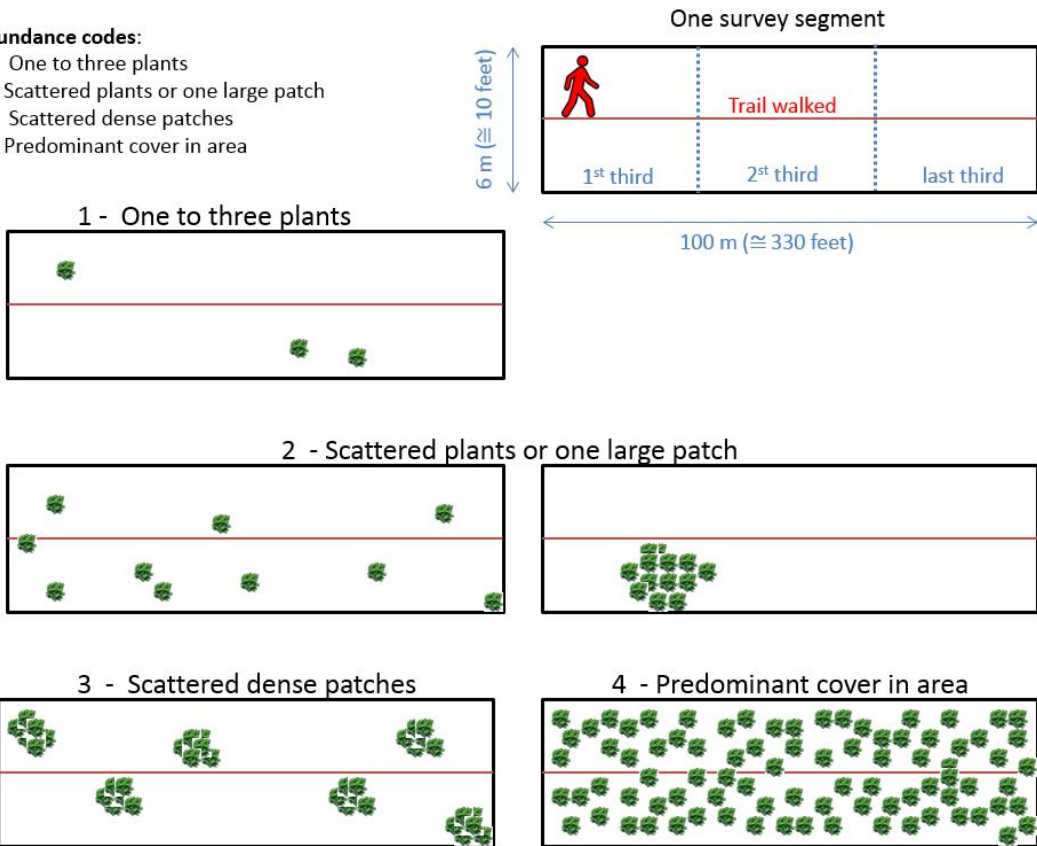 One survey segment
undance codes:
One to three plants
Scattered plants or one large patch
Scattered dense patches
Predominant cover in area
6 m (≅ 10 feet)
Trail walked
1st third
2st third
last third
100 m (≅ 330 feet)
1 - One to three plants
2 - Scattered plants or one large patch
3 - Scattered dense patches
4 - Predominant cover in area